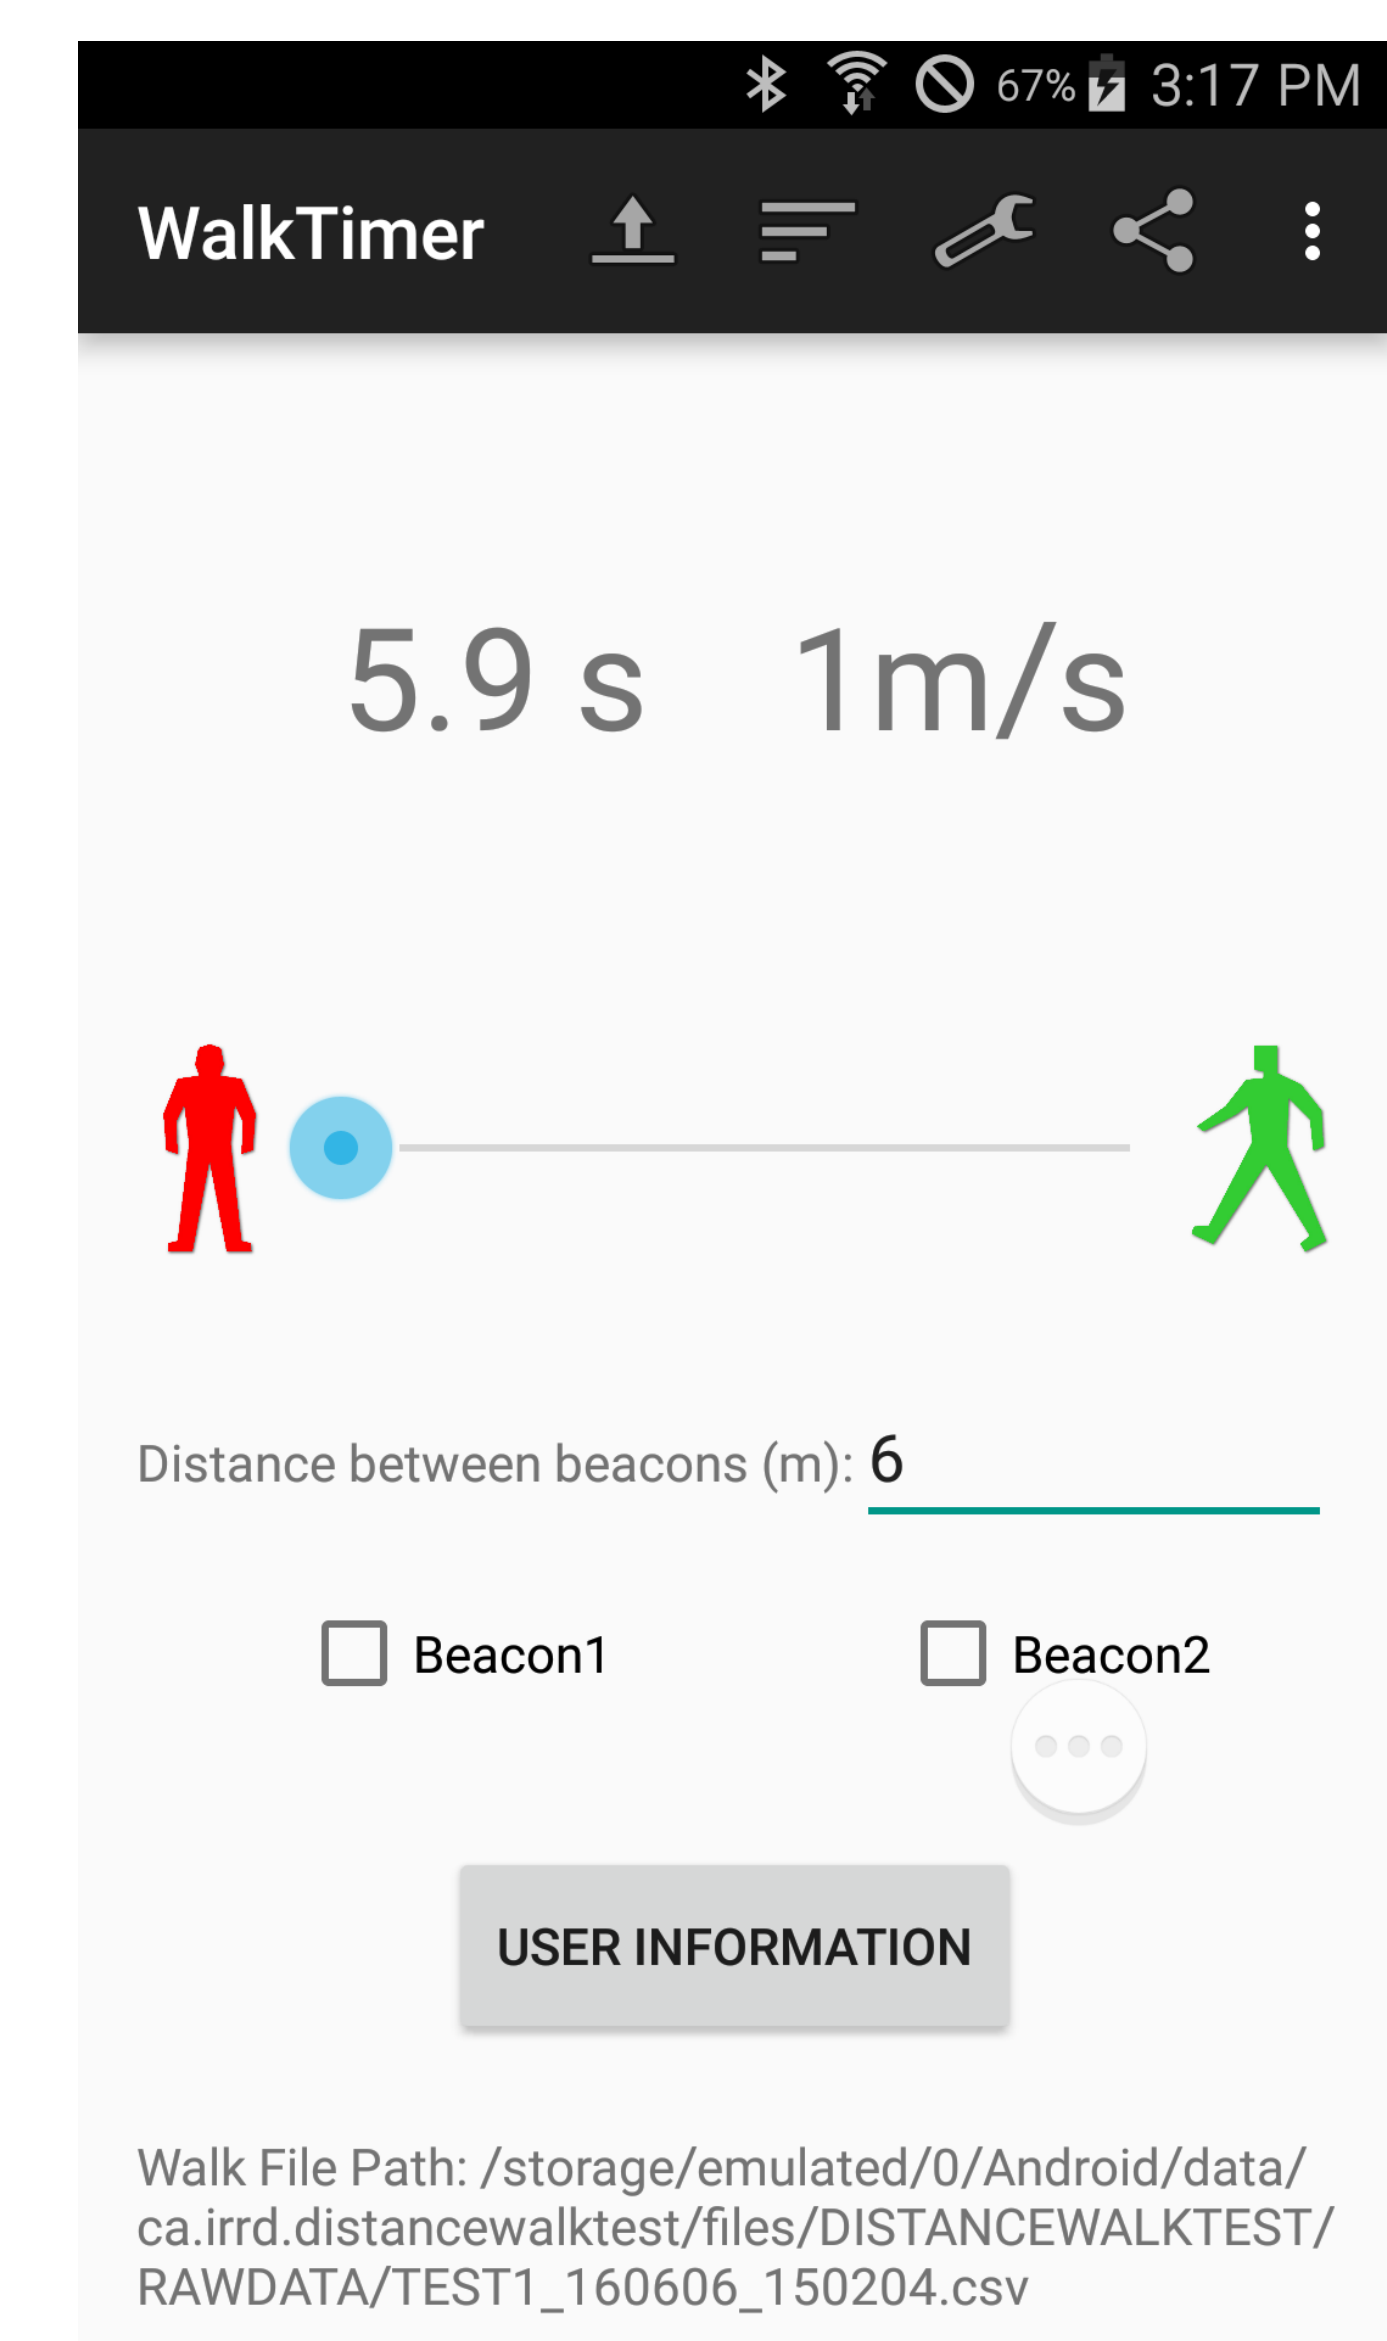 67% 3:17 PM
WalkTimer
5.9 s 1m/s
Distance between beacons (m): 6
Beacon1 Beacon2
USER INFORMATION
Walk File Path: /storage/emulated/0/Android/data/
ca.irrd.distancewalktest/files/DISTANCEWALKTEST/
RAWDATA/TEST1_160606_150204.csv